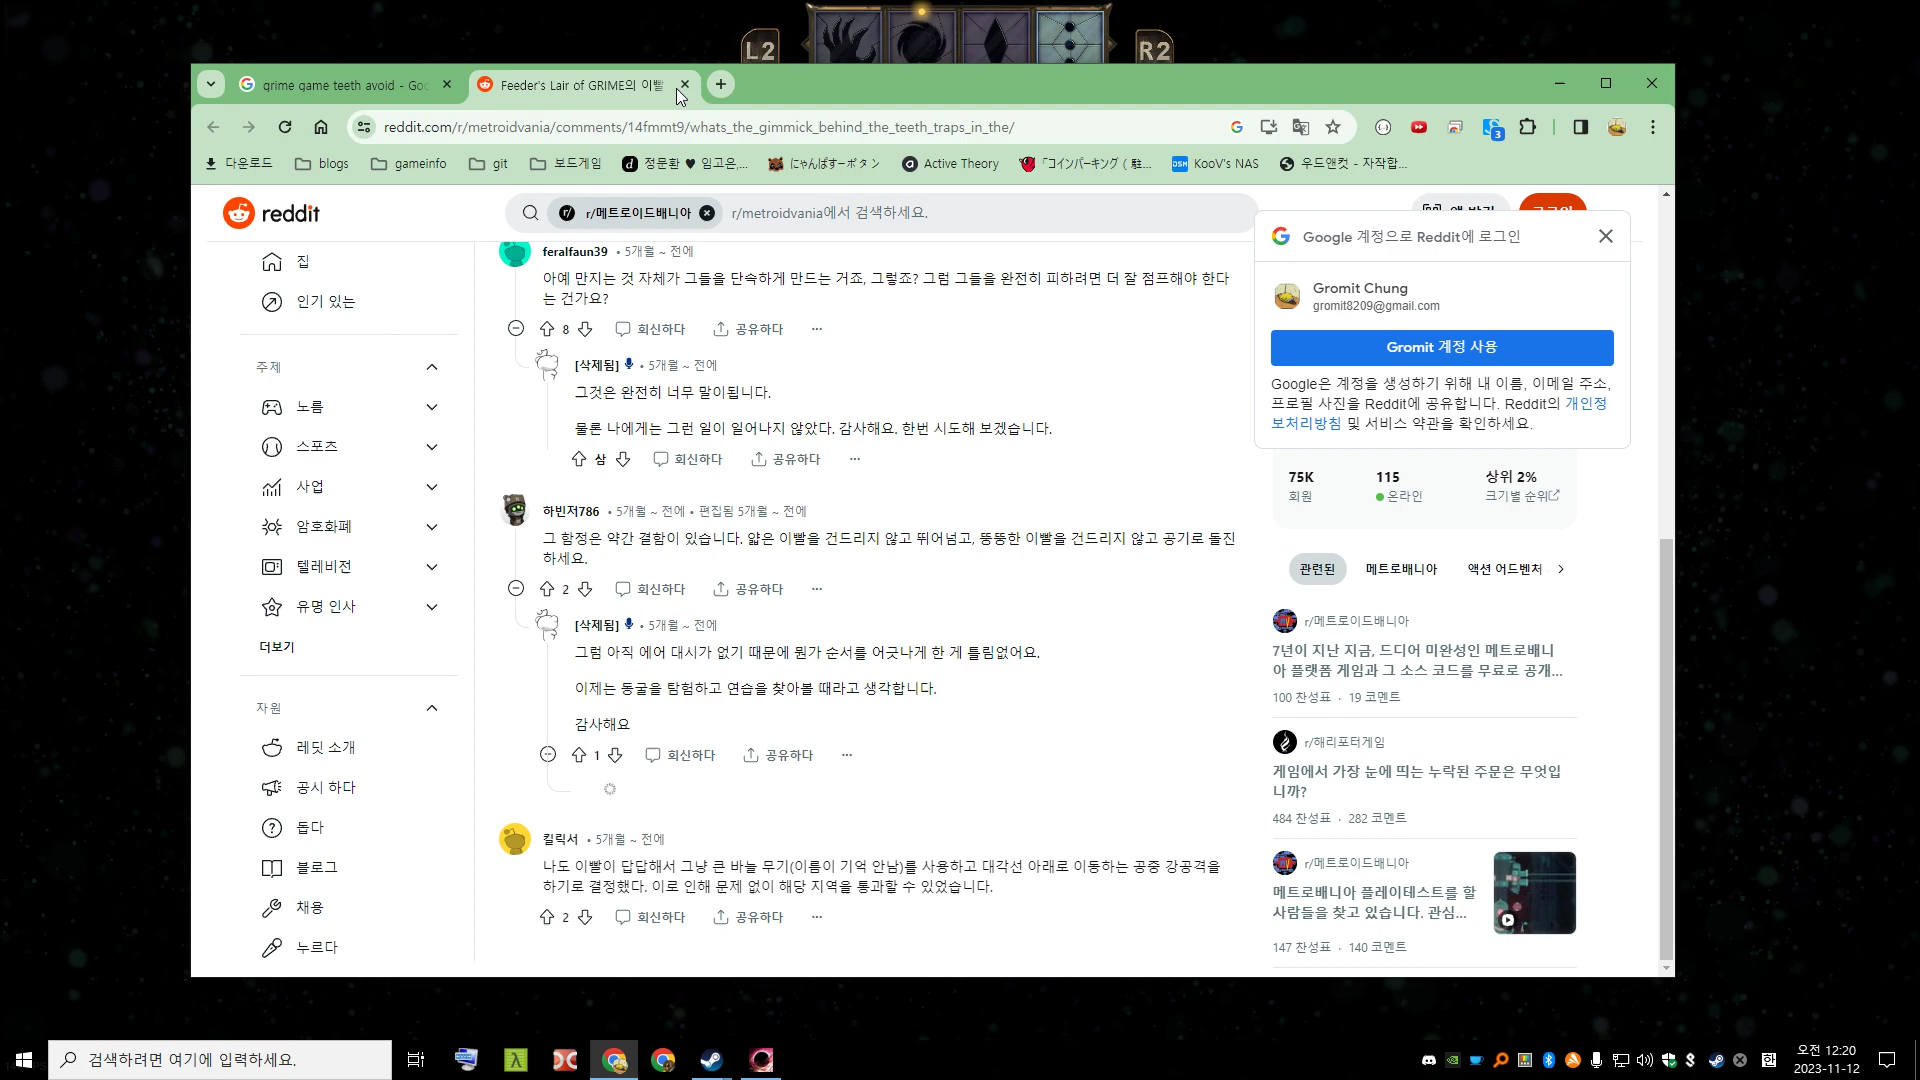 L2
R2
grime game teeth avoid - Goo
Feeder's Lair of GRIME의 이빨
reddit.com/r/metroidvania/comments/14fmmt9/whats_the_gimmick_behind_the_teeth_traps_in_the/
3
다운로드
blogs
gameinfo
git
보드게임
정문환 ♥ 임고은,...
にゃんぱすーボタン
Active Theory
「コインパーキング（駐...
DSM
KooV's NAS
우드앤컷 - 자작합...
reddit
r/메트로이드배니아
r/metroidvania에서 검색하세요.
Google 계정으로 Reddit에 로그인
Gromit Chung
gromit8209@gmail.com
Gromit 계정 사용
Google은 계정을 생성하기 위해 내 이름, 이메일 주소,
프로필 사진을 Reddit에 공유합니다. Reddit의 개인정
보처리방침 및 서비스 약관을 확인하세요.
집
인기 있는
주제
노름
스포츠
사업
암호화폐
텔레비전
유명 인사
더보기
자원
레딧 소개
공시 하다
돕다
블로그
채용
누르다
feralfaun39 • 5개월 ~ 전에
아예 만지는 것 자체가 그들을 단속하게 만드는 거죠, 그렇죠? 그럼 그들을 완전히 피하려면 더 잘 점프해야 한다
는 건가요?
8 회신하다 공유하다 ...
[삭제됨] • 5개월 ~ 전에
그것은 완전히 너무 말이됩니다.
물론 나에게는 그런 일이 일어나지 않았다. 감사해요. 한번 시도해 보겠습니다.
삼 회신하다 공유하다 ...
하빈저786 • 5개월 ~ 전에 • 편집됨 5개월 ~ 전에
그 함정은 약간 결함이 있습니다. 얇은 이빨을 건드리지 않고 뛰어넘고, 뚱뚱한 이빨을 건드리지 않고 공기로 돌진
하세요.
2 회신하다 공유하다 ...
[삭제됨] • 5개월 ~ 전에
그럼 아직 에어 대시가 없기 때문에 뭔가 순서를 어긋나게 한 게 틀림없어요.
이제는 동굴을 탐험하고 연습을 찾아볼 때라고 생각합니다.
감사해요
1 회신하다 공유하다 ...
킬릭서 • 5개월 ~ 전에
나도 이빨이 답답해서 그냥 큰 바늘 무기(이름이 기억 안남)를 사용하고 대각선 아래로 이동하는 공중 강공격을
하기로 결정했다. 이로 인해 문제 없이 해당 지역을 통과할 수 있었습니다.
2 회신하다 공유하다 ...
75K
회원
115
온라인
상위 2%
크기별 순위
관련된
메트로배니아
액션 어드벤처
r/메트로이드배니아
7년이 지난 지금, 드디어 미완성인 메트로배니
아 플랫폼 게임과 그 소스 코드를 무료로 공개...
100 찬성표 · 19 코멘트
r/해리포터게임
게임에서 가장 눈에 띄는 누락된 주문은 무엇입
니까?
484 찬성표 · 282 코멘트
r/메트로이드배니아
메트로배니아 플레이테스트를 할
사람들을 찾고 있습니다. 관심...
147 찬성표 · 140 코멘트
검색하려면 여기에 입력하세요.
한
오전 12:20
2023-11-12